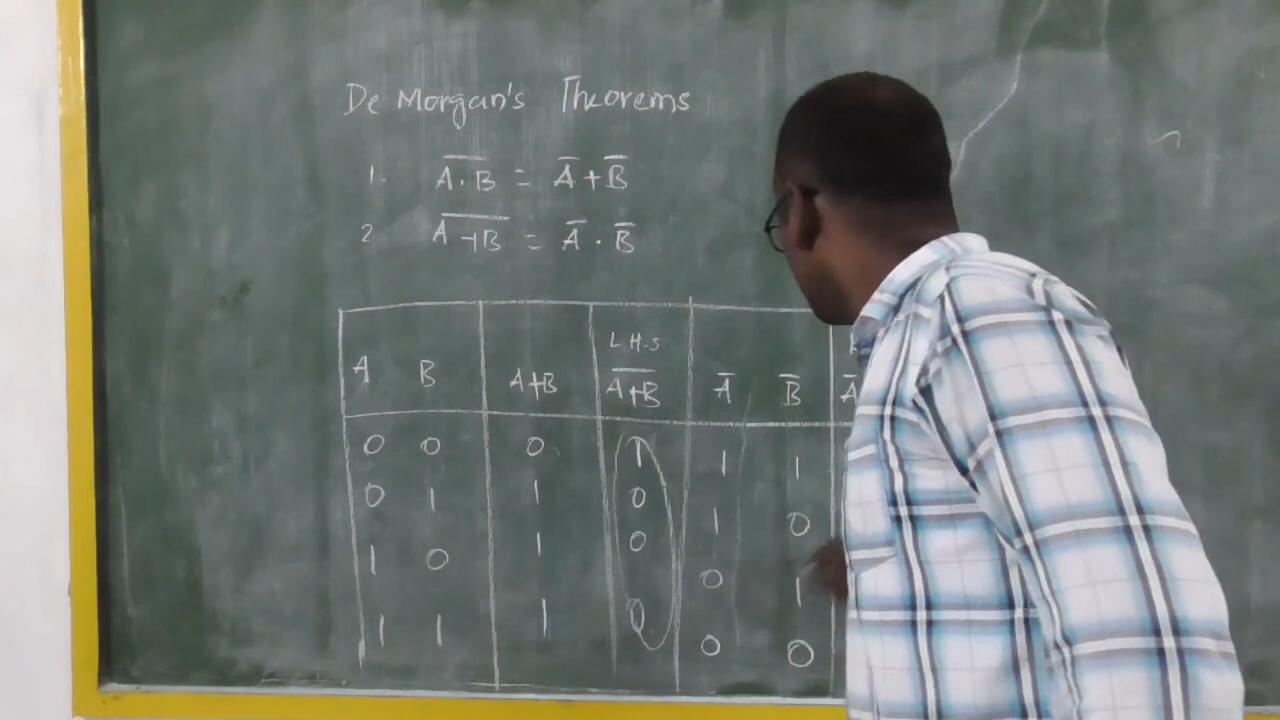 De Morgan's Theorems
1. A̅.̅B̅ = A̅ + B̅
2 A̅+̅B̅ = A̅ . B̅
L.H.S
A B A+B A̅+̅B̅ A̅ B̅ A̅
0 0 0 1 1 1
0 1 1 0 1 0
1 0 1 0 0 1
1 1 1 0 0 0